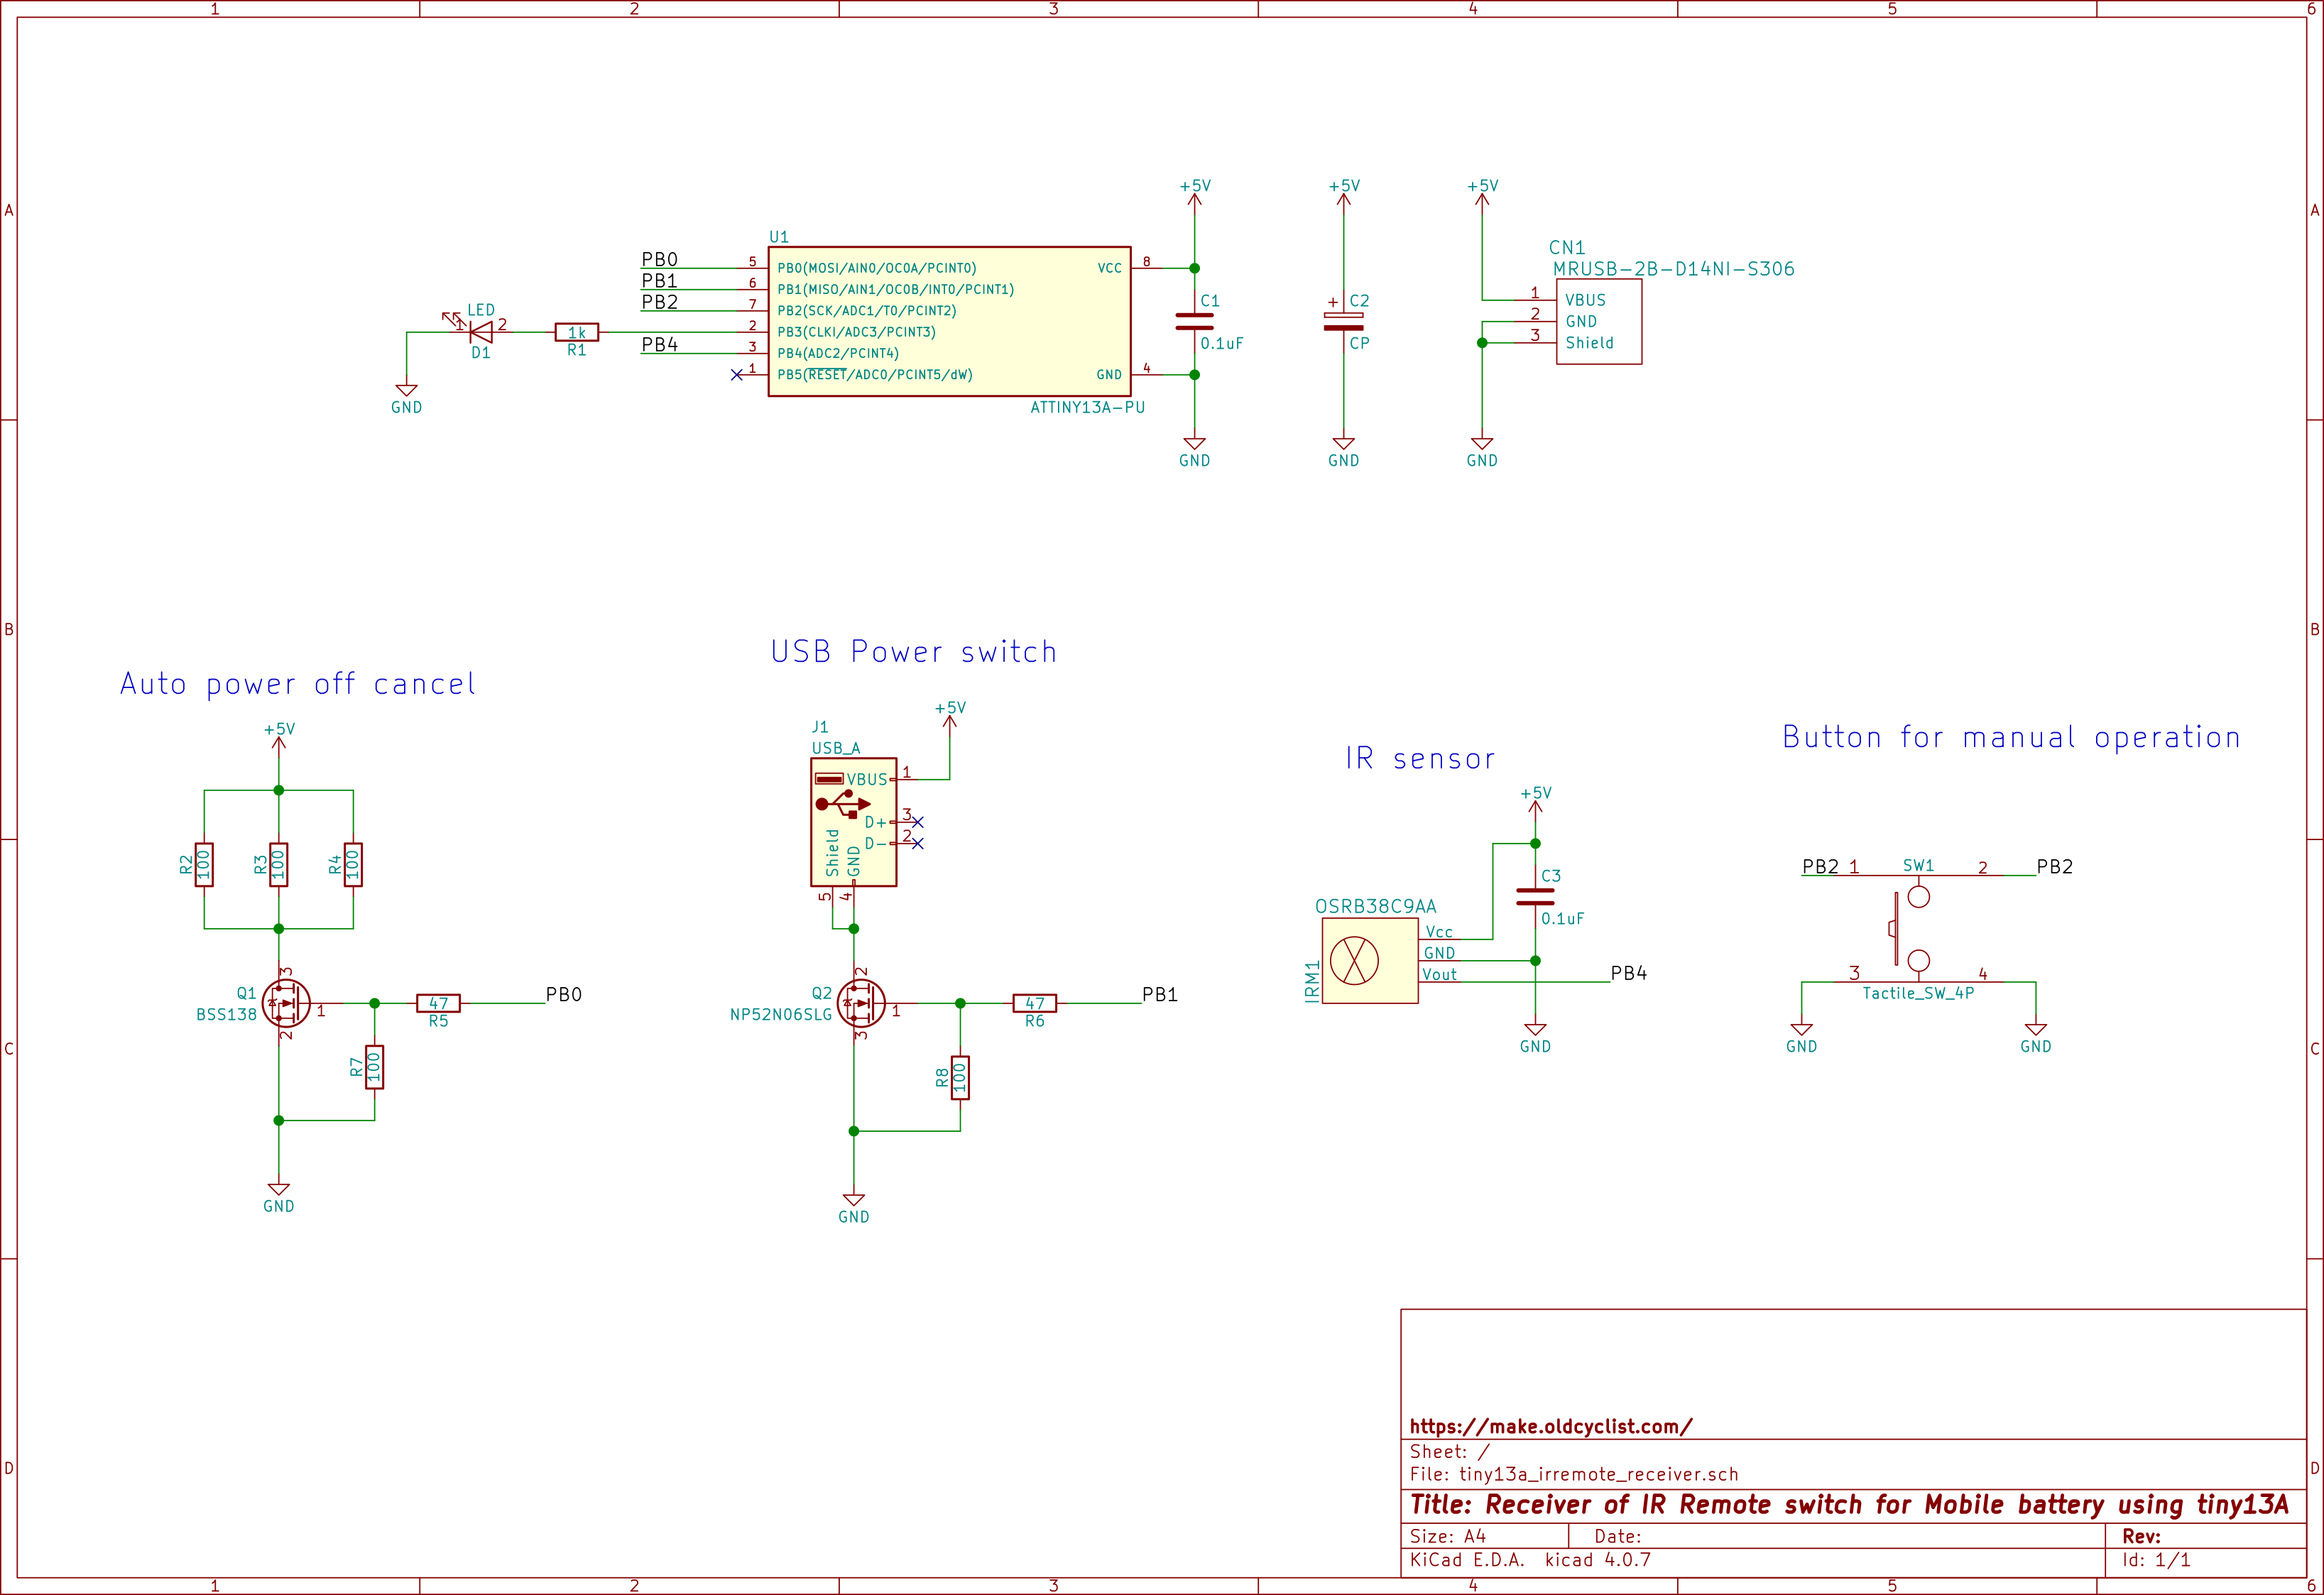 1 2 3 4 5 6
A A
+5V +5V +5V
U1
CN1
MRUSB-2B-D14NI-S306
PB0 5 PB0(MOSI/AIN0/OC0A/PCINT0) VCC 8
PB1 6 PB1(MISO/AIN1/OC0B/INT0/PCINT1)
PB2 7 PB2(SCK/ADC1/T0/PCINT2)
LED 1 2 D1
1k R1
2 PB3(CLKI/ADC3/PCINT3)
PB4 3 PB4(ADC2/PCINT4)
1 PB5(RESET/ADC0/PCINT5/dW) GND 4
ATTINY13A-PU
C1
0.1uF
+ C2
CP
1 VBUS
2 GND
3 Shield
GND
GND GND GND
B B
Auto power off cancel
+5V
R2 100
R3 100
R4 100
3
Q1
BSS138
1
2
47
R5
PB0
R7 100
GND
USB Power switch
+5V
J1
USB_A
VBUS 1
D+ 3
D- 2
Shield 5
GND 4
2
Q2
NP52N06SLG
1
3
47
R6
PB1
R8 100
GND
IR sensor
+5V
C3
0.1uF
OSRB38C9AA
IRM1
Vcc
GND
Vout
PB4
GND
Button for manual operation
PB2 1 SW1 2 PB2
3 4
Tactile_SW_4P
GND GND
C C
https://make.oldcyclist.com/
Sheet: /
File: tiny13a_irremote_receiver.sch
Title: Receiver of IR Remote switch for Mobile battery using tiny13A
Size: A4 Date: Rev:
KiCad E.D.A. kicad 4.0.7 Id: 1/1
D D
1 2 3 4 5 6